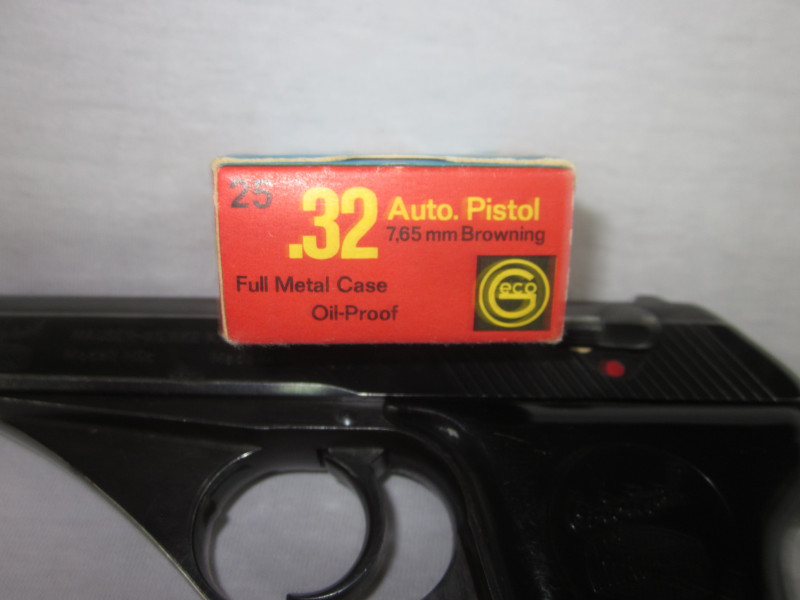 25
.32 Auto. Pistol
7,65 mm Browning
Full Metal Case
Oil-Proof
Geco